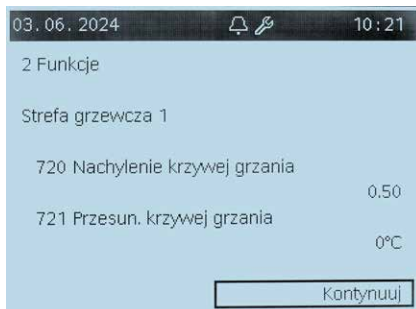 03.06.2024 10:21
2 Funkcje
Strefa grzewcza 1
720 Nachylenie krzywej grzania
0.50
721 Przesun. krzywej grzania
0°C
Kontynuuj